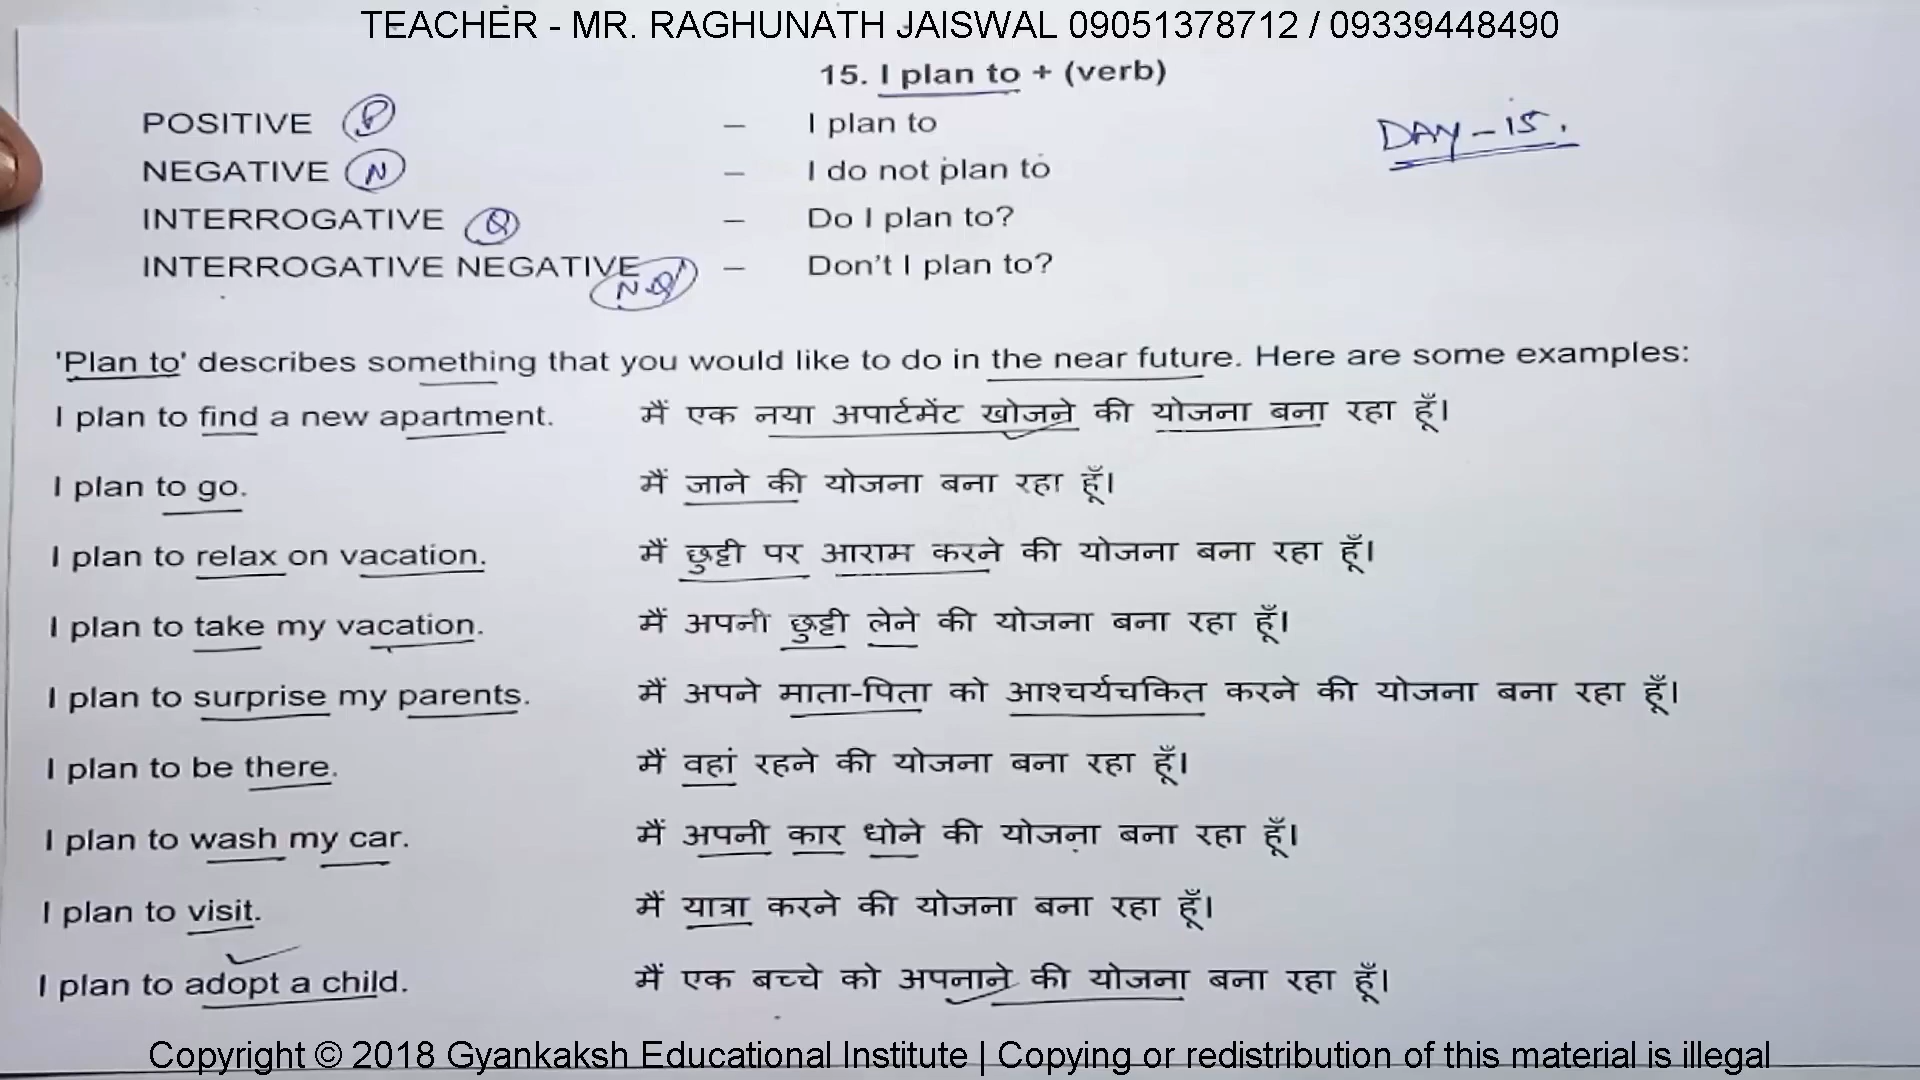 TEACHER - MR. RAGHUNATH JAISWAL 09051378712 / 09339448490
15. I plan to + (verb)
DAY-15.
POSITIVE P – I plan to
NEGATIVE N – I do not plan to
INTERROGATIVE Q – Do I plan to?
INTERROGATIVE NEGATIVE N.Q – Don't I plan to?
'Plan to' describes something that you would like to do in the near future. Here are some examples:
I plan to find a new apartment. मैं एक नया अपार्टमेंट खोजने की योजना बना रहा हूँ।
I plan to go. मैं जाने की योजना बना रहा हूँ।
I plan to relax on vacation. मैं छुट्टी पर आराम करने की योजना बना रहा हूँ।
I plan to take my vacation. मैं अपनी छुट्टी लेने की योजना बना रहा हूँ।
I plan to surprise my parents. मैं अपने माता-पिता को आश्चर्यचकित करने की योजना बना रहा हूँ।
I plan to be there. मैं वहां रहने की योजना बना रहा हूँ।
I plan to wash my car. मैं अपनी कार धोने की योजना बना रहा हूँ।
I plan to visit. मैं यात्रा करने की योजना बना रहा हूँ।
I plan to adopt a child. मैं एक बच्चे को अपनाने की योजना बना रहा हूँ।
Copyright © 2018 Gyankaksh Educational Institute | Copying or redistribution of this material is illegal